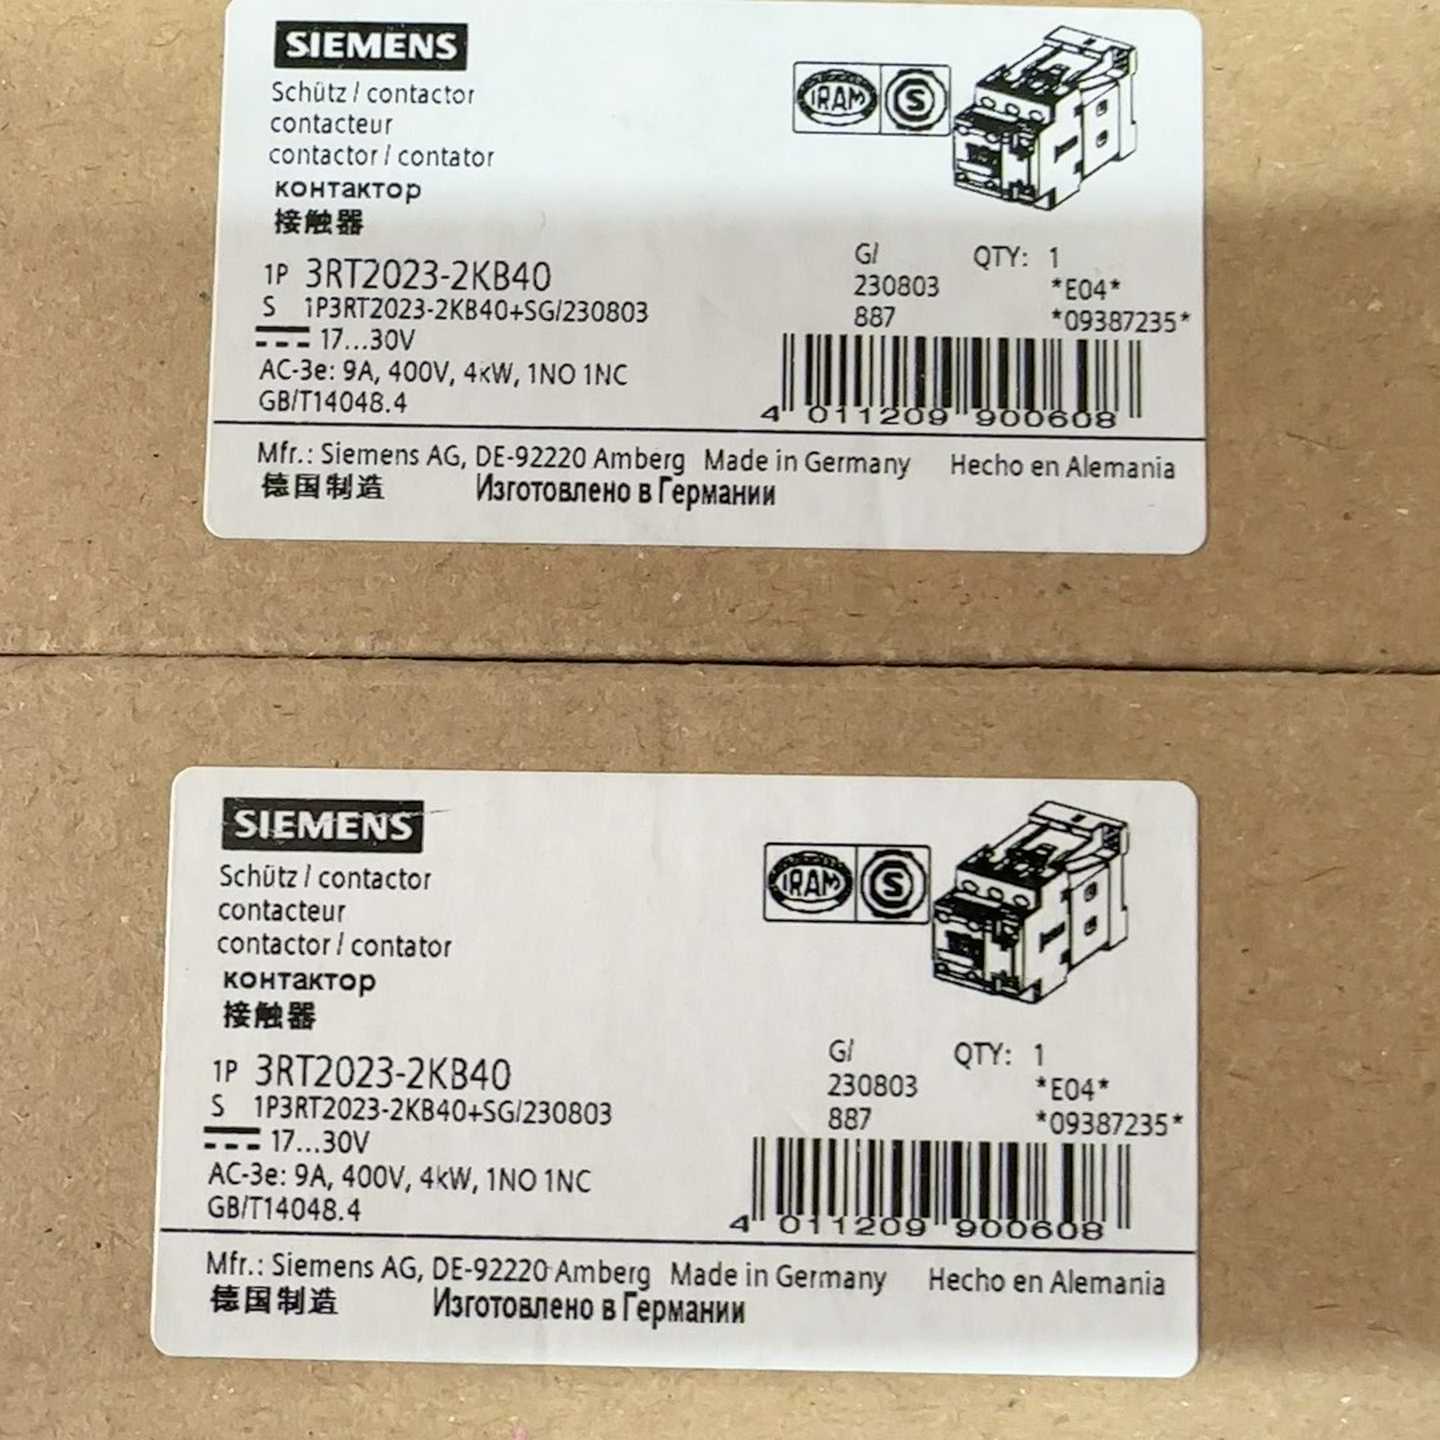 SIEMENS
Schütz / contactor
contacteur
contactor / contator
контактор
接触器
IRAM S
1P 3RT2023-2KB40
S 1P3RT2023-2KB40+SG/230803
17...30V
AC-3e: 9A, 400V, 4kW, 1NO 1NC
GB/T14048.4
G/ QTY: 1
230803 *E04*
887 *09387235*
4 011209 900608
Mfr.: Siemens AG, DE-92220 Amberg Made in Germany Hecho en Alemania
德国制造 Изготовлено в Германии
SIEMENS
Schütz / contactor
contacteur
contactor / contator
контактор
接触器
IRAM S
1P 3RT2023-2KB40
S 1P3RT2023-2KB40+SG/230803
17...30V
AC-3e: 9A, 400V, 4kW, 1NO 1NC
GB/T14048.4
G/ QTY: 1
230803 *E04*
887 *09387235*
4 011209 900608
Mfr.: Siemens AG, DE-92220 Amberg Made in Germany Hecho en Alemania
德国制造 Изготовлено в Германии